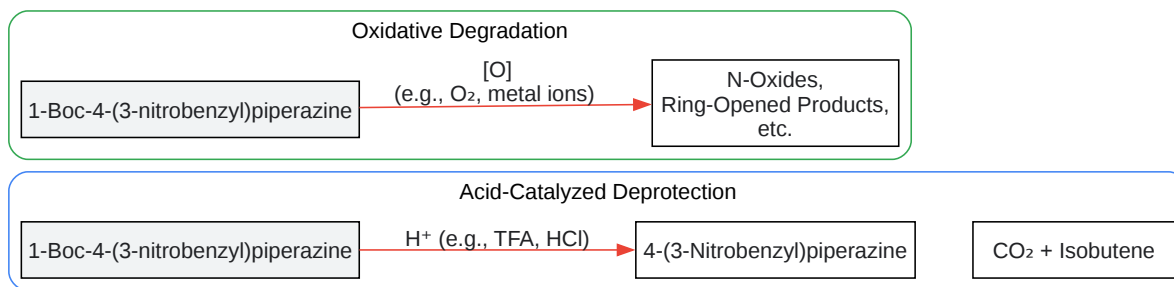 Oxidative Degradation
[O]
(e.g., O₂, metal ions)
1-Boc-4-(3-nitrobenzyl)piperazine
N-Oxides,
Ring-Opened Products,
etc.
Acid-Catalyzed Deprotection
1-Boc-4-(3-nitrobenzyl)piperazine
H⁺ (e.g., TFA, HCl)
4-(3-Nitrobenzyl)piperazine
CO₂ + Isobutene